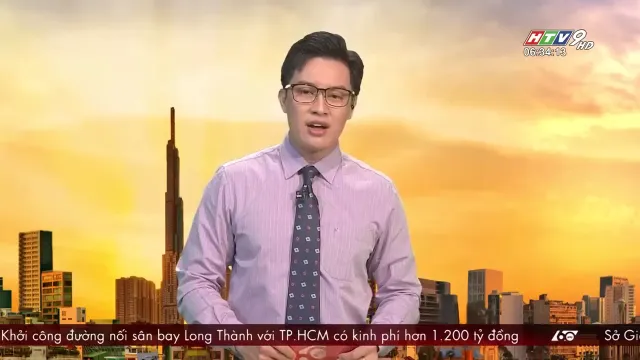 HTV9 HD
06:34:13
Khởi công đường nối sân bay Long Thành với TP.HCM có kinh phí hơn 1.200 tỷ đồng
Sở G